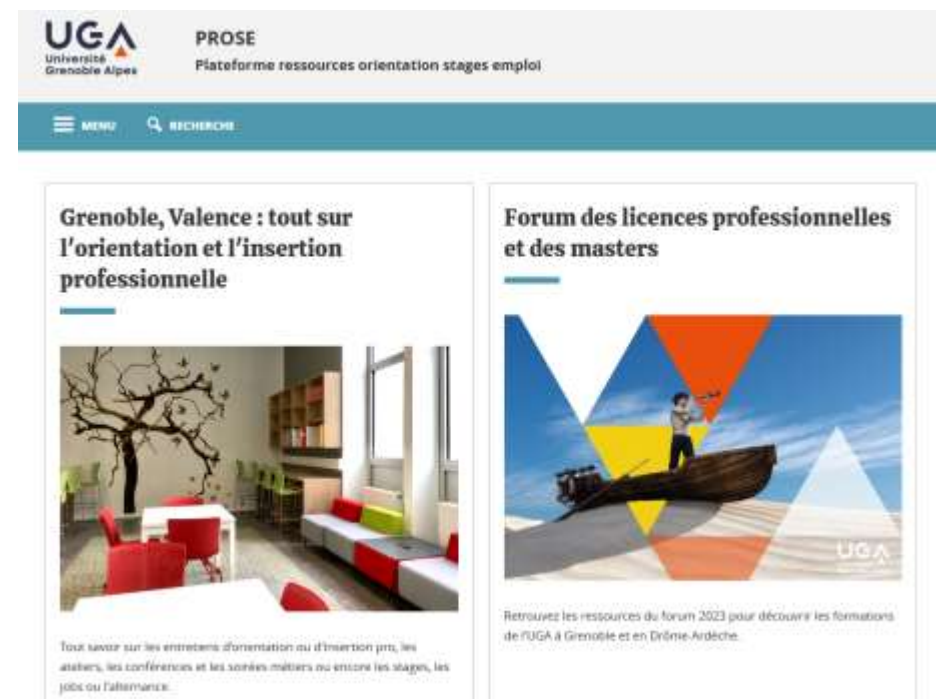 UGA
Université
Grenoble Alpes
PROSE
Plateforme ressources orientation stages emploi
MENU
RECHERCHE
Grenoble, Valence : tout sur
l'orientation et l'insertion
professionnelle
Tout savoir sur les entretiens d'orientation ou d'insertion pro, les
ateliers, les conférences et les soirées métiers ou encore les stages, les
jobs ou l'alternance.
Forum des licences professionnelles
et des masters
UGA
Retrouvez les ressources du forum 2023 pour découvrir les formations
de l'UGA à Grenoble et en Drôme-Ardèche.